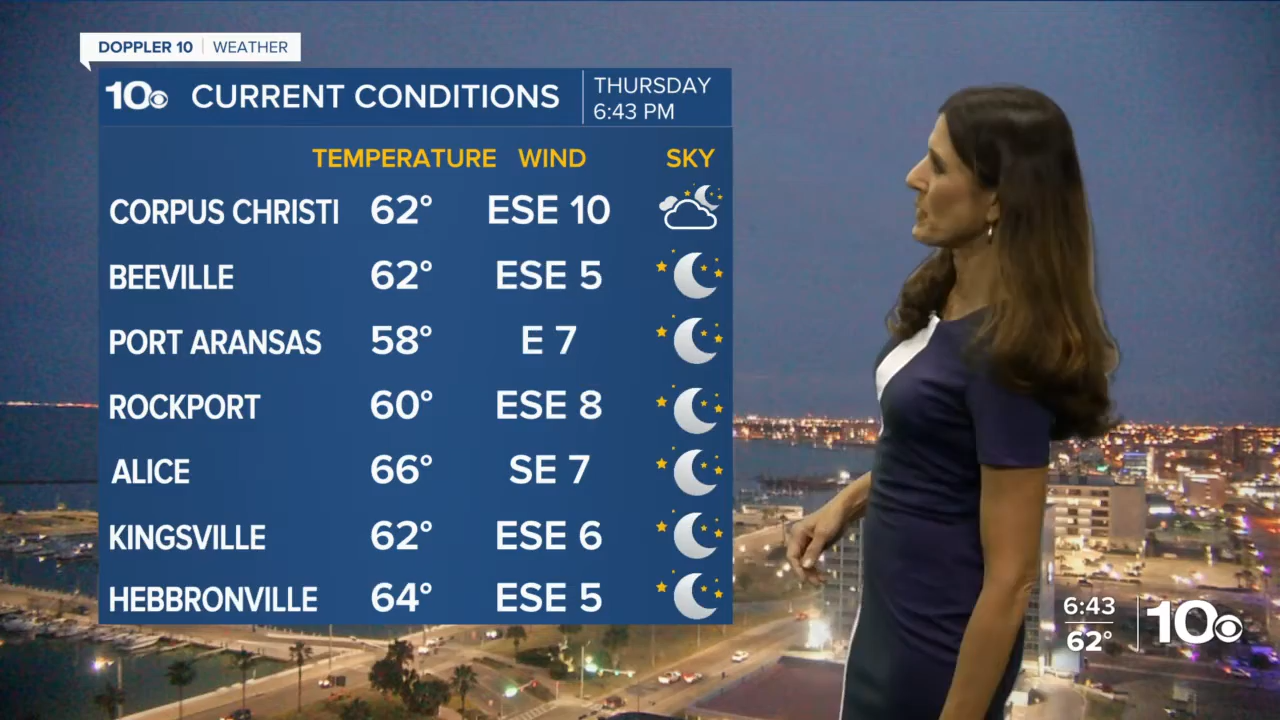 DOPPLER 10 | WEATHER
10 CURRENT CONDITIONS
THURSDAY
6:43 PM
TEMPERATURE WIND SKY
CORPUS CHRISTI 62° ESE 10
BEEVILLE 62° ESE 5
PORT ARANSAS 58° E 7
ROCKPORT 60° ESE 8
ALICE 66° SE 7
KINGSVILLE 62° ESE 6
HEBBRONVILLE 64° ESE 5
6:43
62°
10